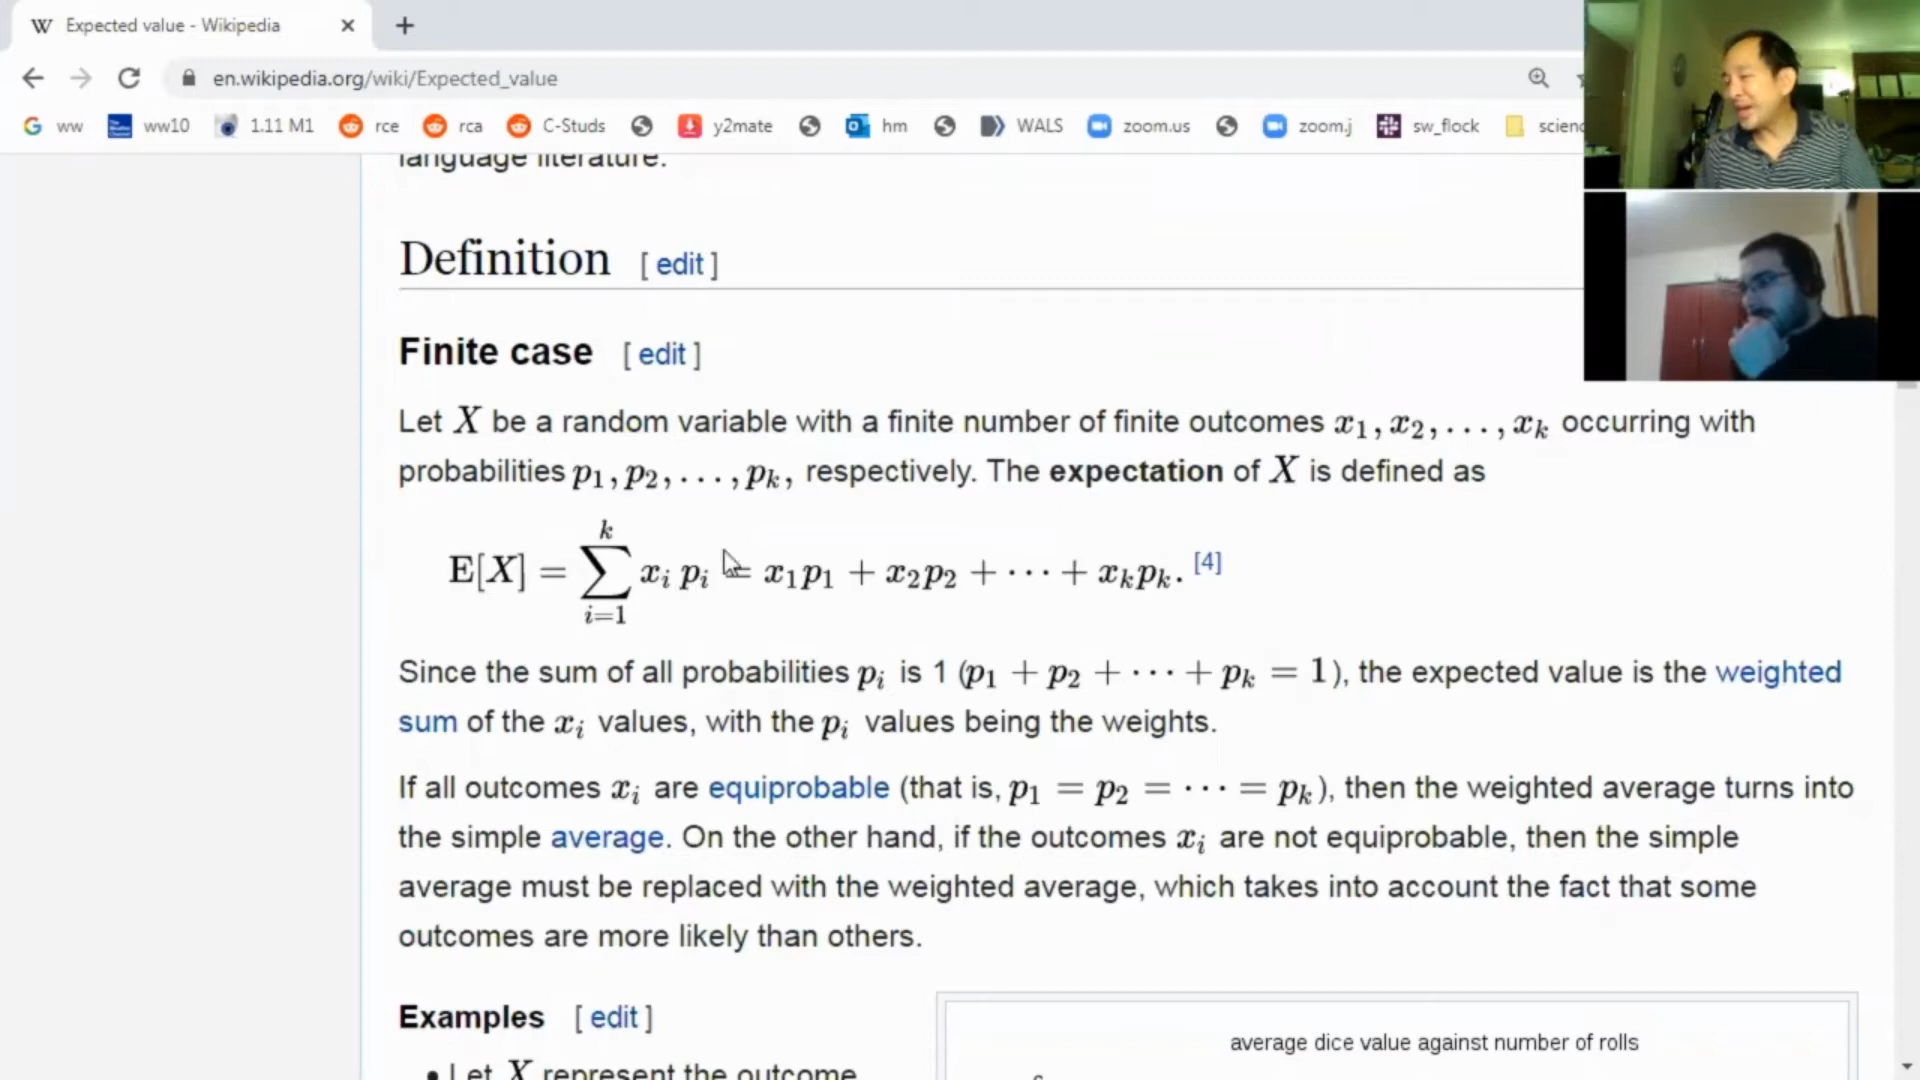 W Expected value - Wikipedia × +
en.wikipedia.org/wiki/Expected_value
G ww ww10 1.11 M1 rce rca C-Studs y2mate hm WALS zoom.us zoom.j sw_flock scienc
language literature.
Definition [ edit ]
Finite case [ edit ]
Let X be a random variable with a finite number of finite outcomes x₁, x₂, . . . , xₖ occurring with
probabilities p₁, p₂, . . . , pₖ, respectively. The expectation of X is defined as
E[X] = ∑_{i=1}^{k} xᵢ pᵢ = x₁p₁ + x₂p₂ + ··· + xₖpₖ. [4]
Since the sum of all probabilities pᵢ is 1 (p₁ + p₂ + ··· + pₖ = 1), the expected value is the weighted
sum of the xᵢ values, with the pᵢ values being the weights.
If all outcomes xᵢ are equiprobable (that is, p₁ = p₂ = ··· = pₖ), then the weighted average turns into
the simple average. On the other hand, if the outcomes xᵢ are not equiprobable, then the simple
average must be replaced with the weighted average, which takes into account the fact that some
outcomes are more likely than others.
Examples [ edit ]
average dice value against number of rolls
• Let X represent the outcome